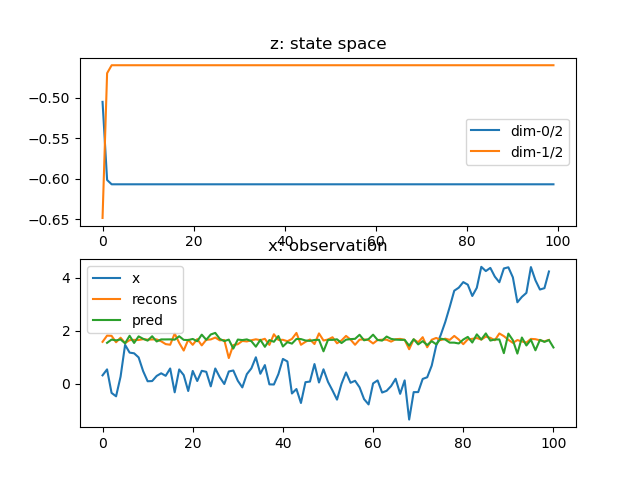 z: state space
−0.50
−0.55
−0.60
−0.65
dim-0/2
dim-1/2
0 20 40 60 80 100
x: observation
4
2
0
x
recons
pred
0 20 40 60 80 100